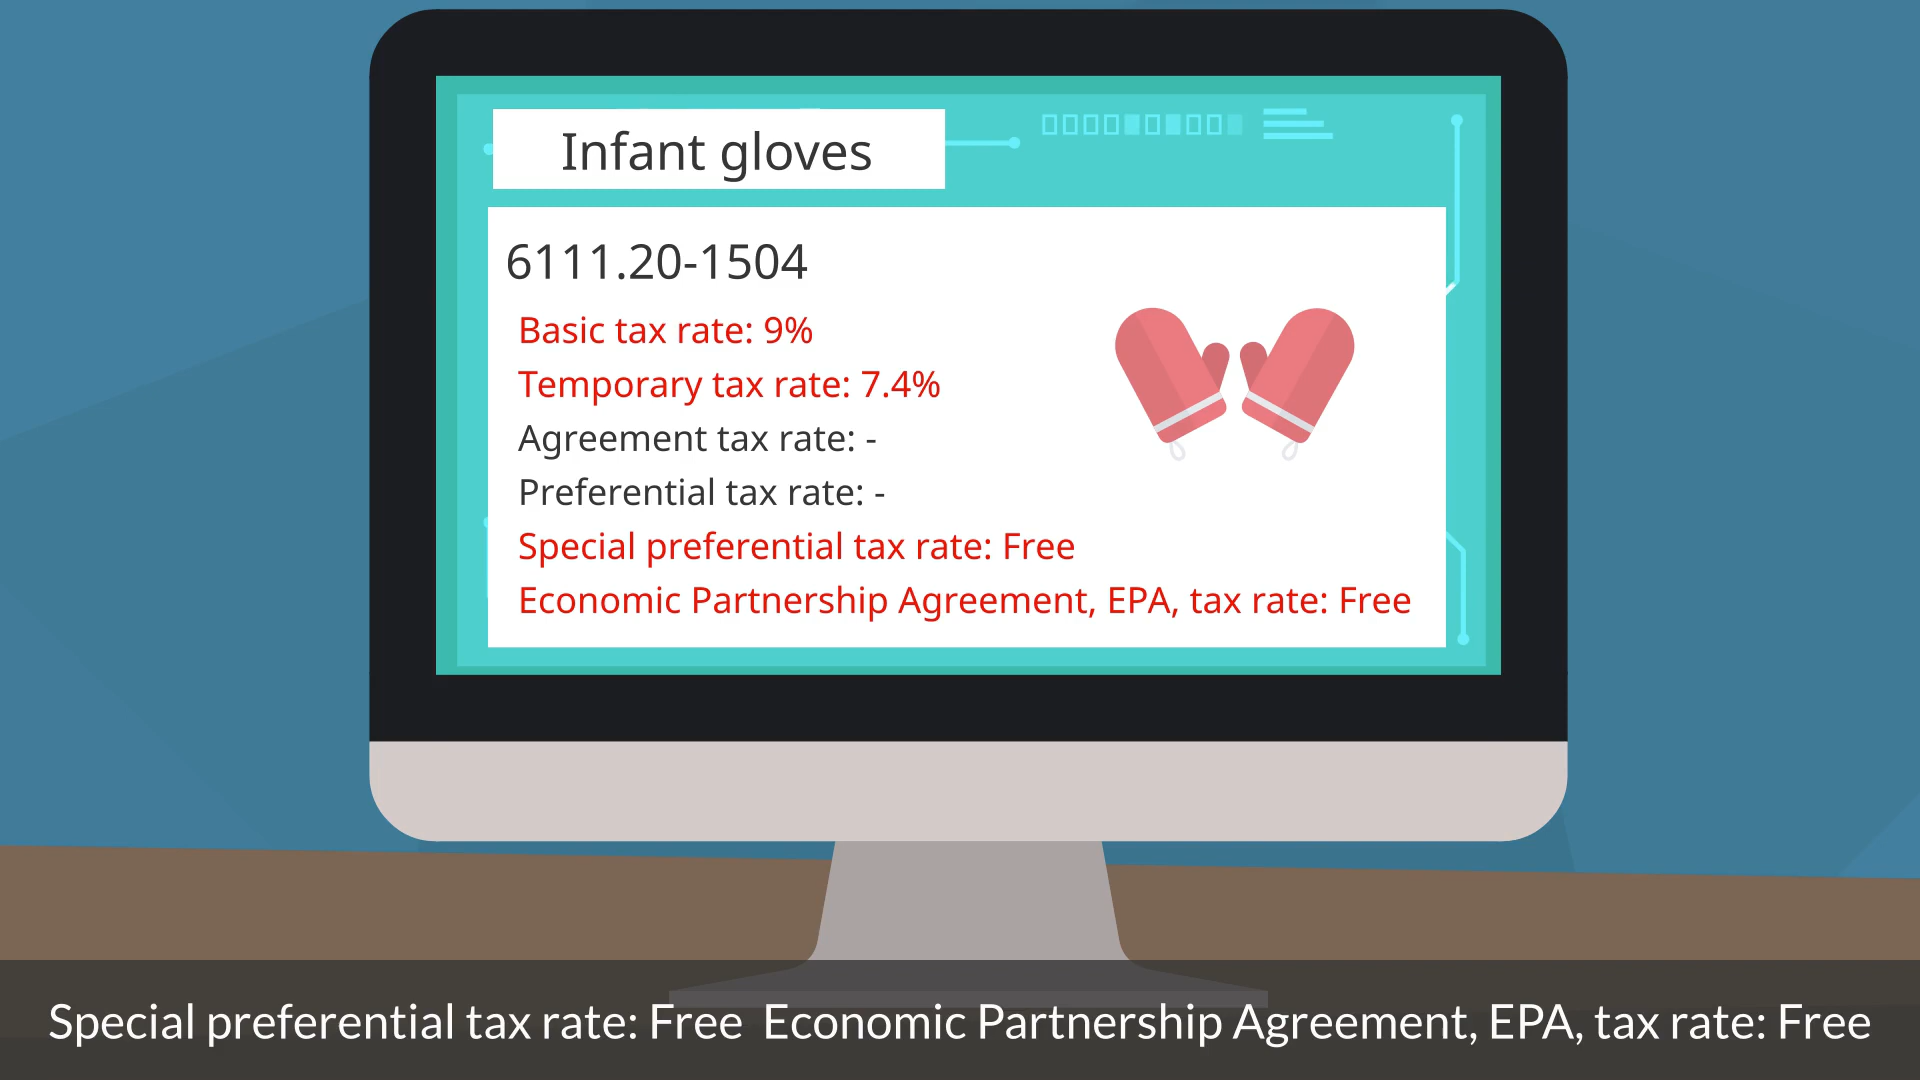 Infant gloves
6111.20-1504
Basic tax rate: 9%
Temporary tax rate: 7.4%
Agreement tax rate: -
Preferential tax rate: -
Special preferential tax rate: Free
Economic Partnership Agreement, EPA, tax rate: Free
Special preferential tax rate: Free  Economic Partnership Agreement, EPA, tax rate: Free